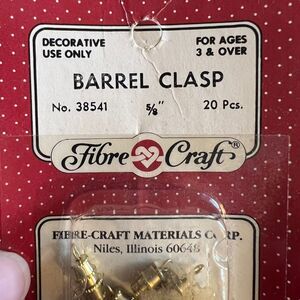 DECORATIVE
USE ONLY
FOR AGES
3 & OVER
BARREL CLASP
No. 38541 5/8" 20 Pcs.
Fibre Craft®
FIBRE-CRAFT MATERIALS CORP.
Niles, Illinois 60648